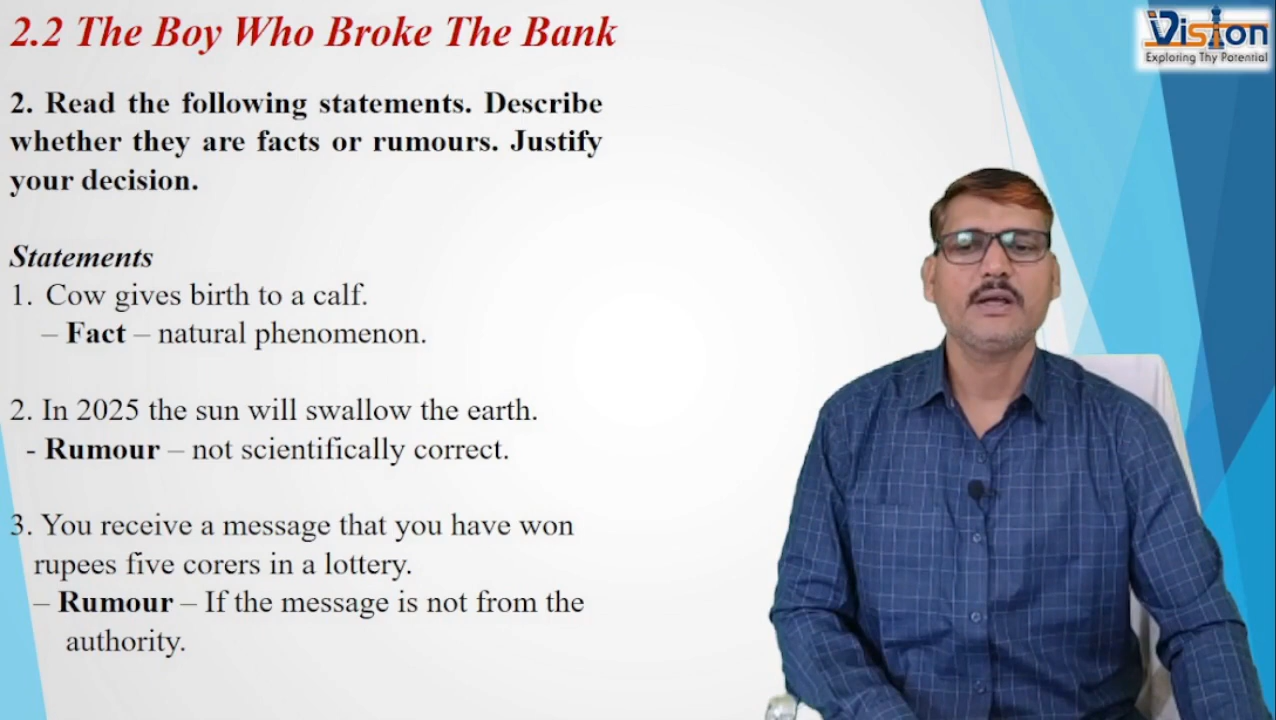 2.2 The Boy Who Broke The Bank
Vision
Exploring Thy Potential
2. Read the following statements. Describe
whether they are facts or rumours. Justify
your decision.
Statements
1. Cow gives birth to a calf.
– Fact – natural phenomenon.
2. In 2025 the sun will swallow the earth.
- Rumour – not scientifically correct.
3. You receive a message that you have won
rupees five corers in a lottery.
– Rumour – If the message is not from the
authority.